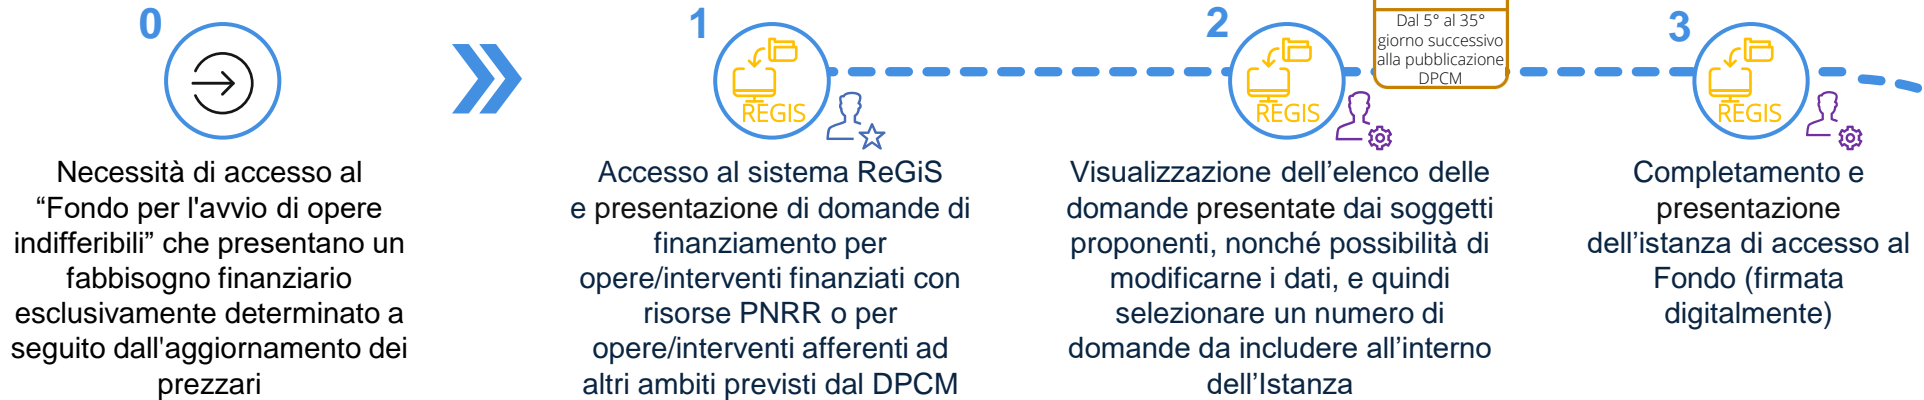 0
Necessità di accesso al
“Fondo per l'avvio di opere
indifferibili” che presentano un
fabbisogno finanziario
esclusivamente determinato a
seguito dall'aggiornamento dei
prezzari
1
REGIS
Accesso al sistema ReGiS
e presentazione di domande di
finanziamento per
opere/interventi finanziati con
risorse PNRR o per
opere/interventi afferenti ad
altri ambiti previsti dal DPCM
2
REGIS
Visualizzazione dell’elenco delle
domande presentate dai soggetti
proponenti, nonché possibilità di
modificarne i dati, e quindi
selezionare un numero di
domande da includere all’interno
dell’Istanza
Dal 5° al 35°
giorno successivo
alla pubblicazione
DPCM
3
REGIS
Completamento e
presentazione
dell’istanza di accesso al
Fondo (firmata
digitalmente)